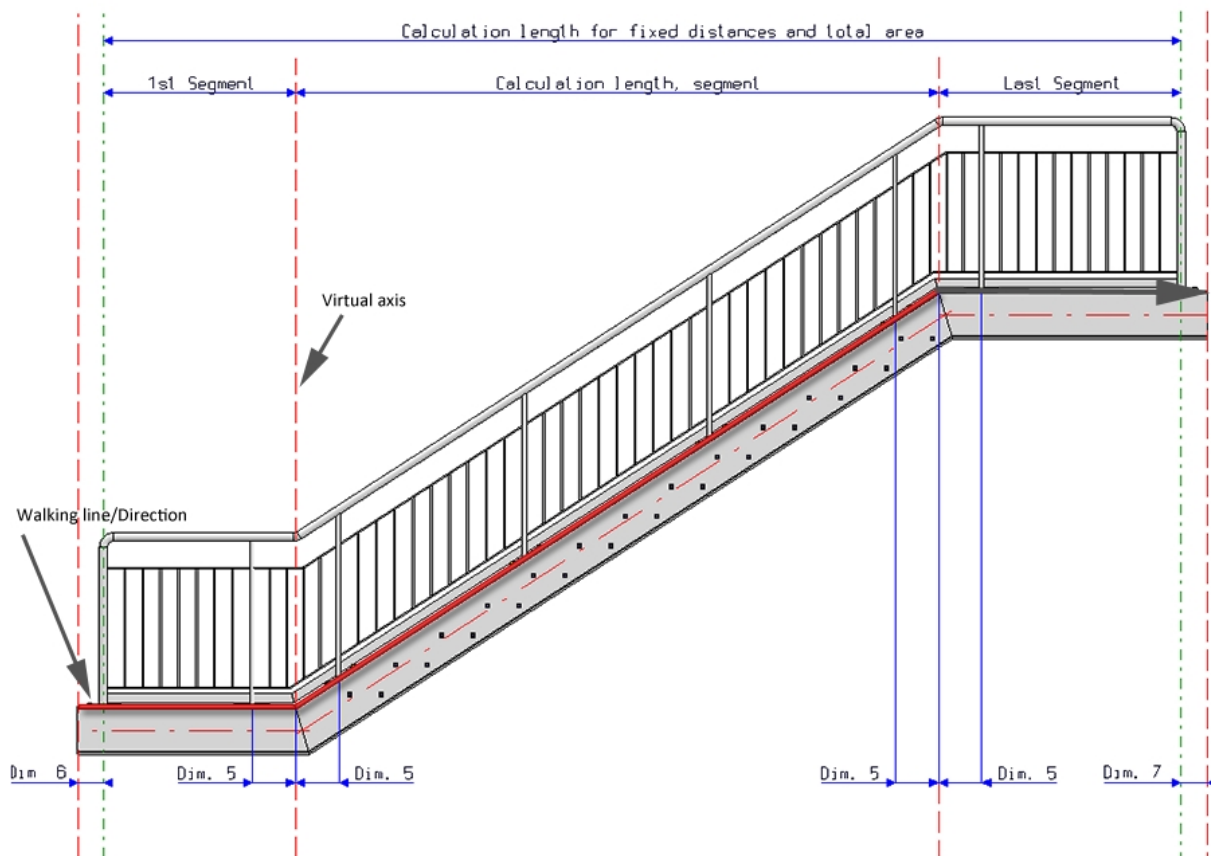 Calculation length for fixed distances and total area
1st Segment
Calculation length, segment
Last Segment
Virtual axis
Walking line/Direction
Dim 6
Dim. 5
Dim. 5
Dim. 5
Dim. 5
Dim. 7